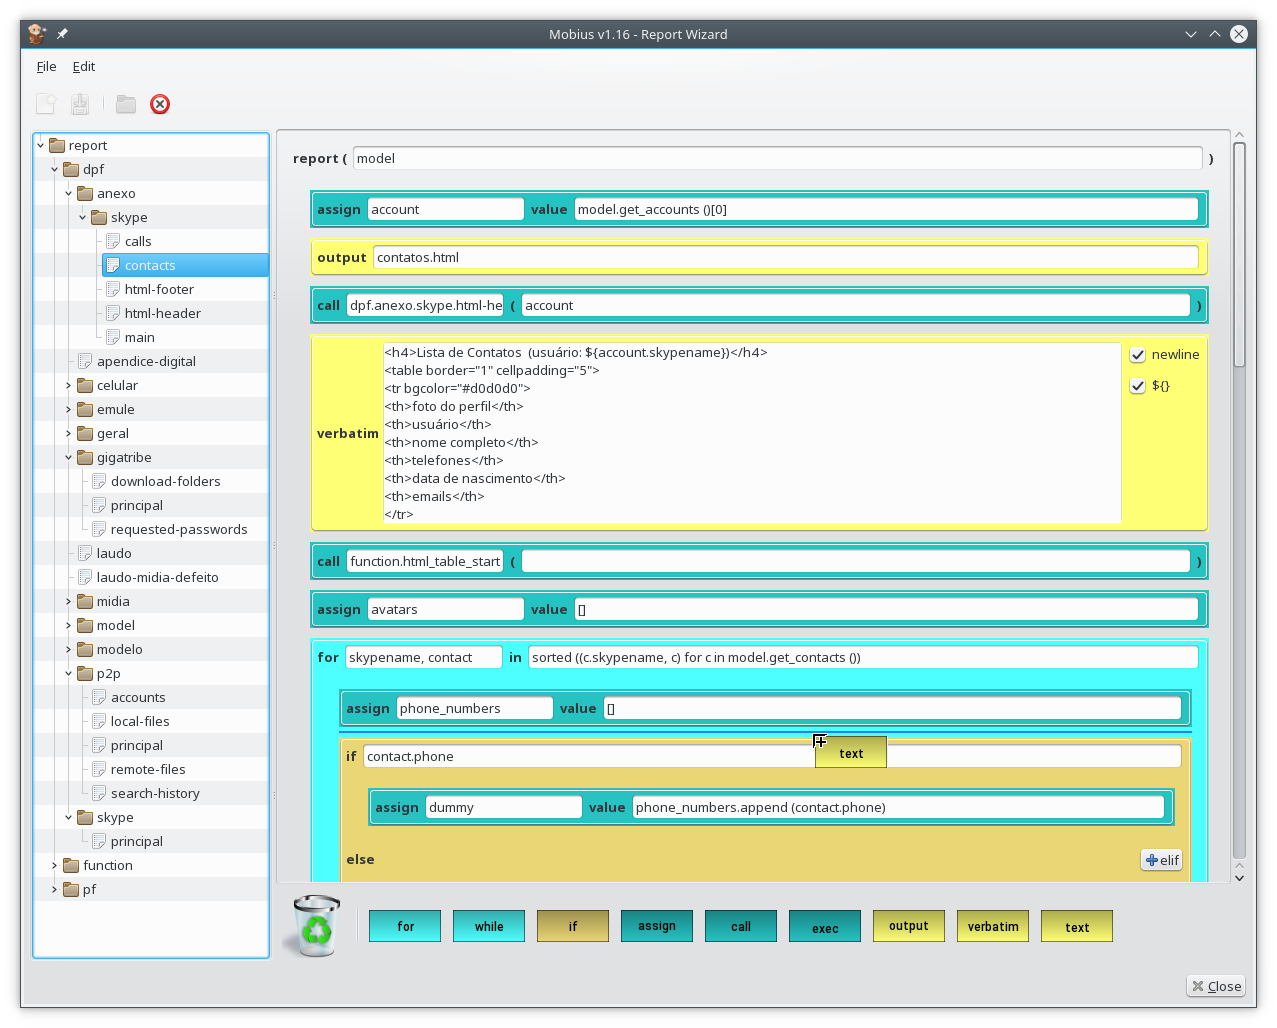 Mobius v1.16 - Report Wizard
File Edit
report
dpf
anexo
skype
calls
contacts
html-footer
html-header
main
apendice-digital
celular
emule
geral
gigatribe
download-folders
principal
requested-passwords
laudo
laudo-midia-defeito
midia
model
modelo
p2p
accounts
local-files
principal
remote-files
search-history
skype
principal
function
pf
report ( model )
assign account value model.get_accounts ()[0]
output contatos.html
call dpf.anexo.skype.html-he ( account )
verbatim
<h4>Lista de Contatos  (usuário: ${account.skypename})</h4>
<table border="1" cellpadding="5">
<tr bgcolor="#d0d0d0">
<th>foto do perfil</th>
<th>usuário</th>
<th>nome completo</th>
<th>telefones</th>
<th>data de nascimento</th>
<th>emails</th>
</tr>
newline
${}
call function.html_table_start ( )
assign avatars value []
for skypename, contact in sorted ((c.skypename, c) for c in model.get_contacts ())
assign phone_numbers value []
if contact.phone
text
assign dummy value phone_numbers.append (contact.phone)
else elif
for while if assign call exec output verbatim text
Close